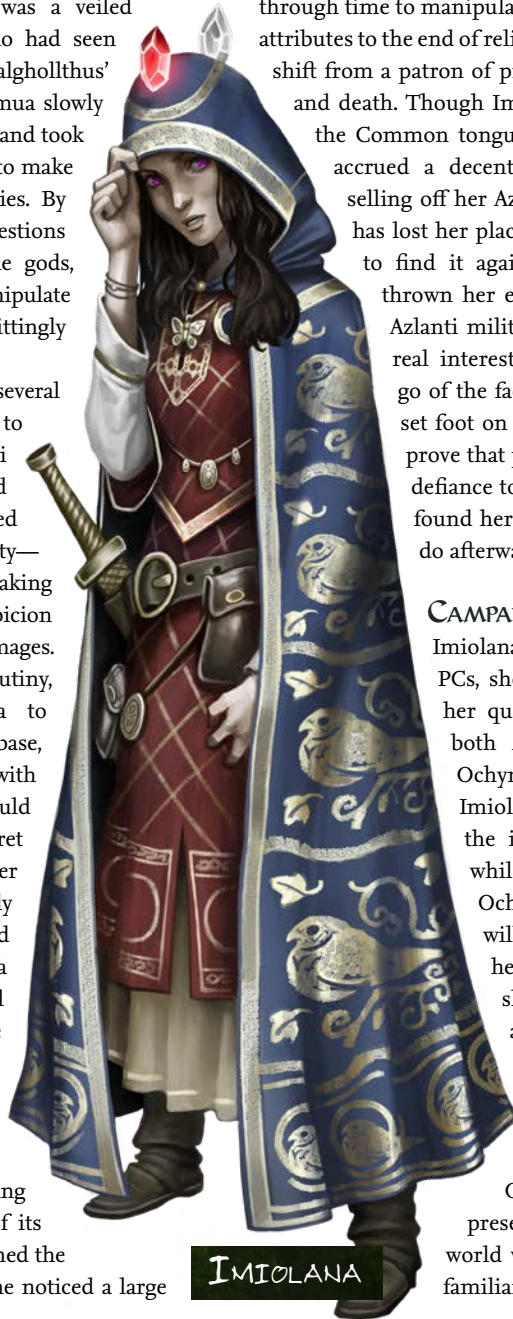 was a veiled
o had seen
alghollthus’
mua slowly
and took
to make
ies. By
estions
e gods,
nipulate
ittingly
several
to
i
d
ed
ty—
aking
picion
mages.
utiny,
a to
base,
with
ould
ret
er
ly
d
a
l
e
ng
f its
ned the
ne noticed a large
through time to manipula
attributes to the end of reli
shift from a patron of p
and death. Though Im
the Common tongu
accrued a decent
selling off her Az
has lost her plac
to find it agai
thrown her e
Azlanti milit
real interest
go of the fa
set foot on
prove that p
defiance to
found her
do afterwa
Campa
Imiolana
PCs, she
her qu
both A
Ochyr
Imiol
the i
whil
Och
will
he
sh
a
C
prese
world v
familia
Imiolana